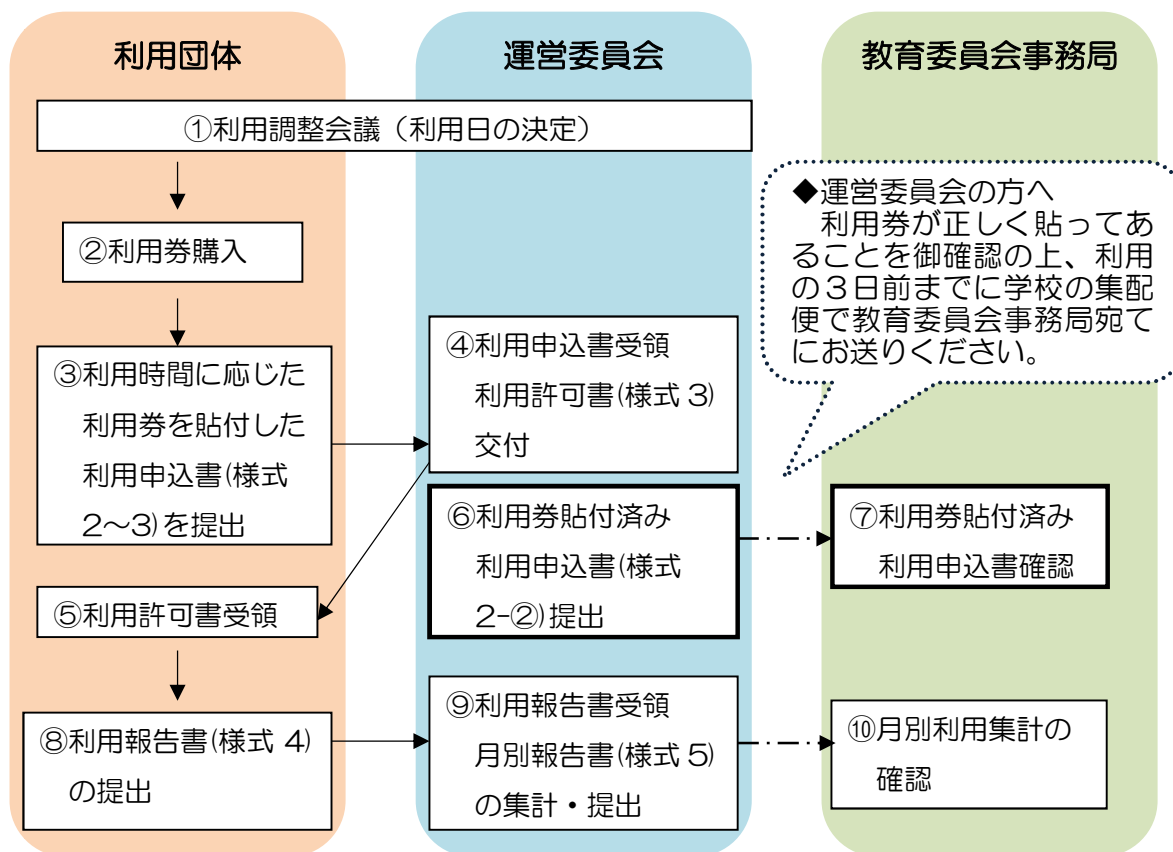 利用団体
運営委員会
教育委員会事務局
①利用調整会議（利用日の決定）
◆運営委員会の方へ
利用券が正しく貼ってあ
ることを御確認の上、利用
の３日前までに学校の集配
便で教育委員会事務局宛て
にお送りください。
②利用券購入
③利用時間に応じた
利用券を貼付した
利用申込書(様式
2～3)を提出
④利用申込書受領
利用許可書(様式 3)
交付
⑤利用許可書受領
⑥利用券貼付済み
利用申込書(様式
2-②)提出
⑦利用券貼付済み
利用申込書確認
⑧利用報告書(様式 4)
の提出
⑨利用報告書受領
月別報告書(様式 5)
の集計・提出
⑩月別利用集計の
確認